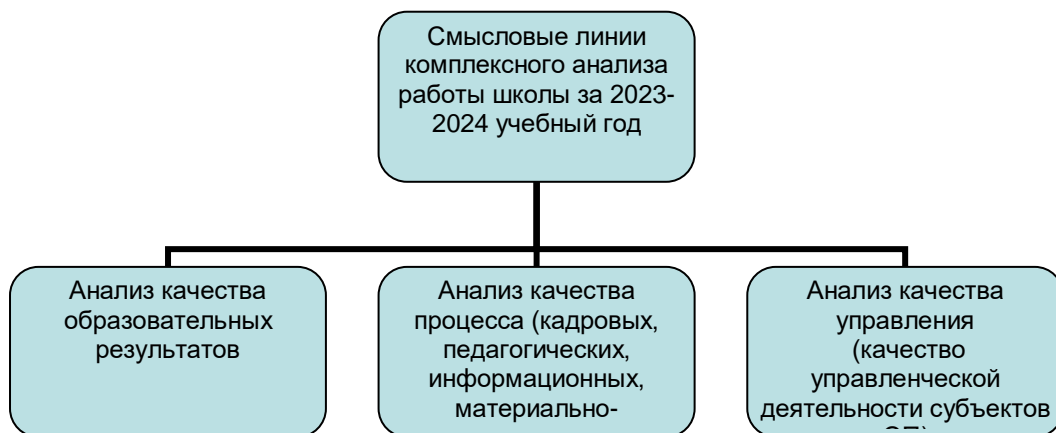 Смысловые линии
комплексного анализа
работы школы за 2023-
2024 учебный год
Анализ качества
образовательных
результатов
Анализ качества
процесса (кадровых,
педагогических,
информационных,
материально-
Анализ качества
управления
(качество
управленческой
деятельности субъектов